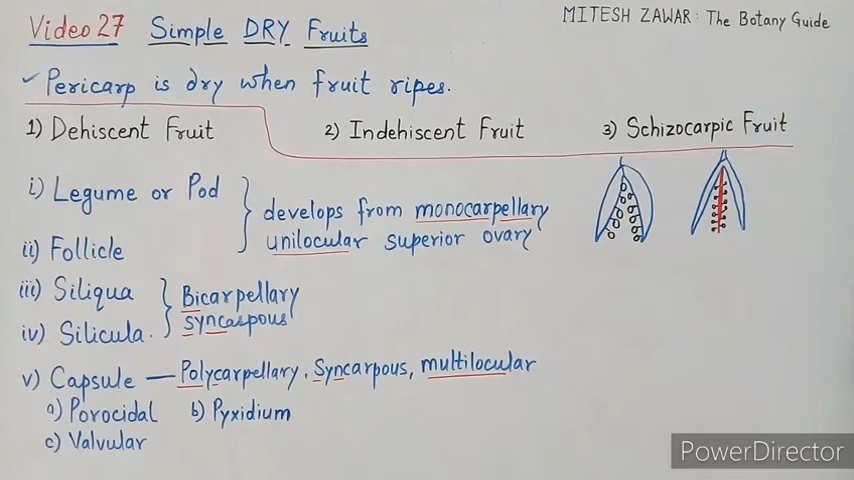 Video 27 Simple DRY Fruits
MITESH ZAWAR: The Botany Guide
✓ Pericarp is dry when fruit ripes.
1) Dehiscent Fruit
2) Indehiscent Fruit
3) Schizocarpic Fruit
i) Legume or Pod
ii) Follicle
develops from monocarpellary
unilocular superior ovary
iii) Siliqua
iv) Silicula.
Bicarpellary
syncarpous
v) Capsule — Polycarpellary, Syncarpous, multilocular
a) Porocidal b) Pyxidium
c) Valvular
PowerDirector